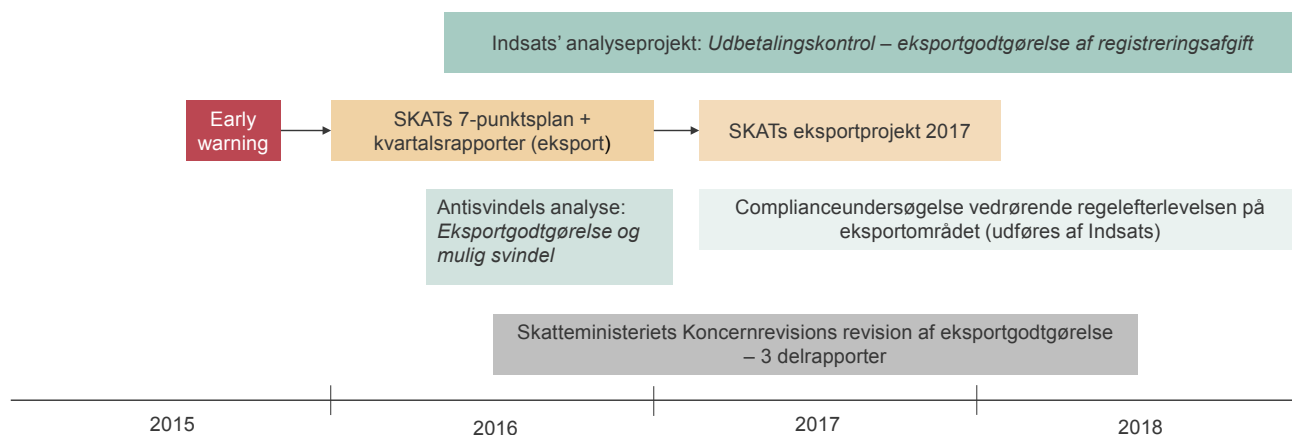 Indsats’ analyseprojekt: Udbetalingskontrol – eksportgodtgørelse af registreringsafgift
Early
warning
SKATs 7-punktsplan +
kvartalsrapporter (eksport)
SKATs eksportprojekt 2017
Antisvindels analyse:
Eksportgodtgørelse og
mulig svindel
Complianceundersøgelse vedrørende regelefterlevelsen på
eksportområdet (udføres af Indsats)
Skatteministeriets Koncernrevisions revision af eksportgodtgørelse
– 3 delrapporter
2015
2016
2017
2018